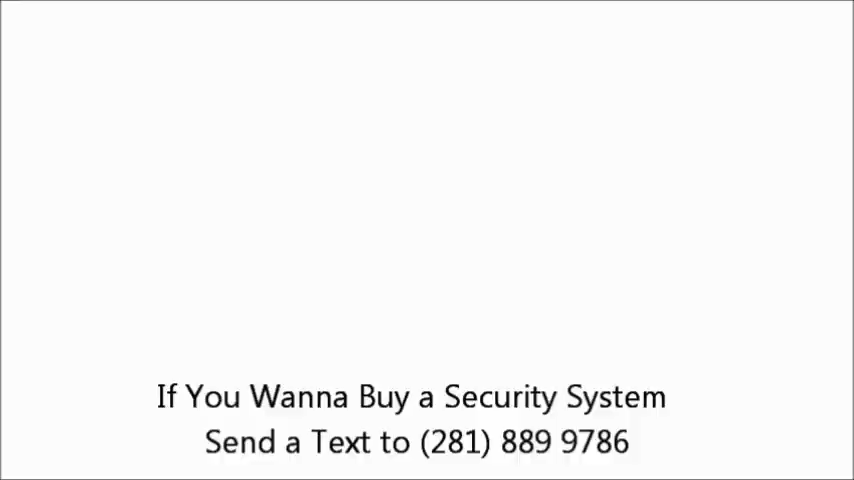 If You Wanna Buy a Security System
Send a Text to (281) 889 9786